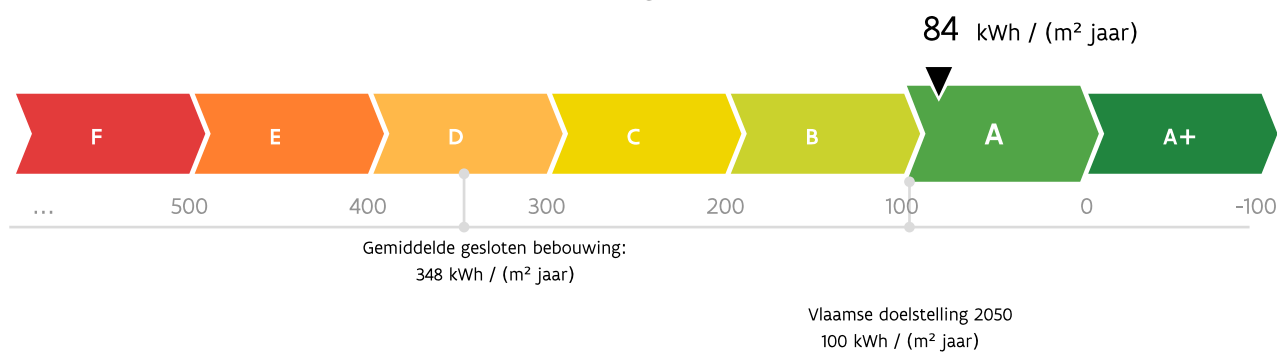 84 kWh / (m² jaar)
F E D C B A A+
... 500 400 300 200 100 0 -100
Gemiddelde gesloten bebouwing:
348 kWh / (m² jaar)
Vlaamse doelstelling 2050
100 kWh / (m² jaar)